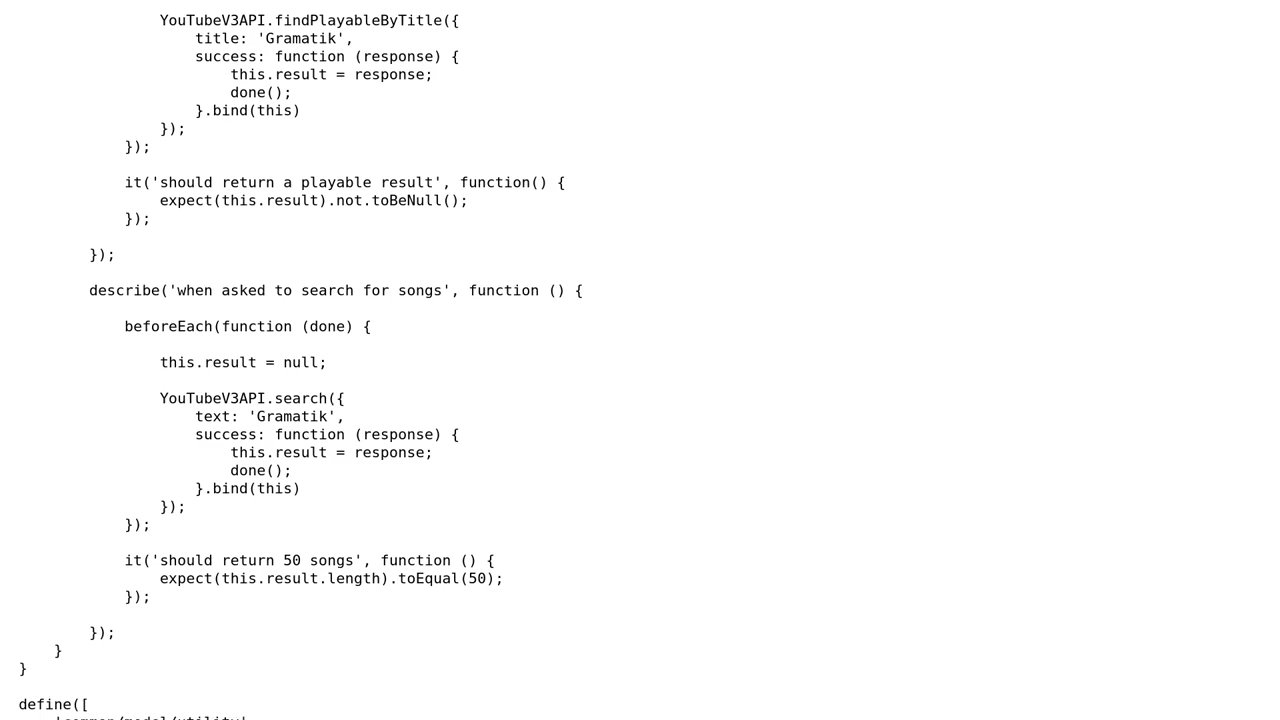 YouTubeV3API.findPlayableByTitle({
title: 'Gramatik',
success: function (response) {
this.result = response;
done();
}.bind(this)
});
});
it('should return a playable result', function() {
expect(this.result).not.toBeNull();
});
});
describe('when asked to search for songs', function () {
beforeEach(function (done) {
this.result = null;
YouTubeV3API.search({
text: 'Gramatik',
success: function (response) {
this.result = response;
done();
}.bind(this)
});
});
it('should return 50 songs', function () {
expect(this.result.length).toEqual(50);
});
});
}
}
define([
'common/model/utility'